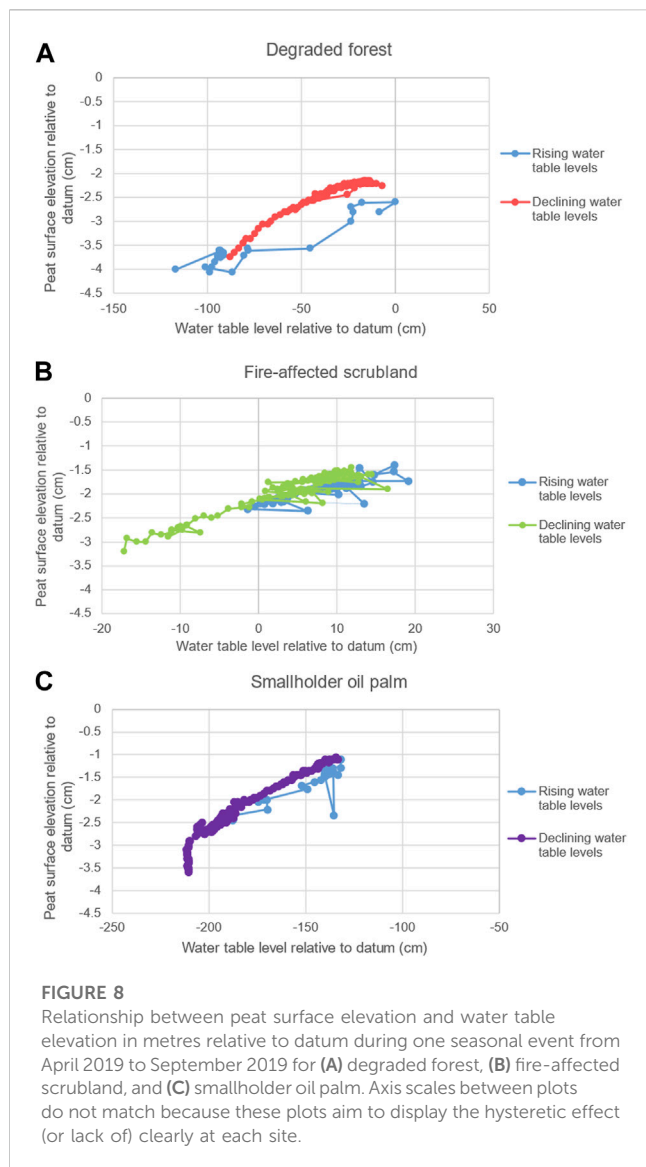 A
Degraded forest
Peat surface elevation relative to
datum (cm)
0
-0.5
-1
-1.5
-2
-2.5
-3
-3.5
-4
-4.5
-150
-100
-50
0
50
Water table level relative to datum (cm)
Rising water
table levels
Declining water
table levels
B
Fire-affected scrubland
Peat surface elevation relative to
datum (cm)
0
-0.5
-1
-1.5
-2
-2.5
-3
-3.5
-4
-4.5
-20
-10
0
10
20
30
Water table level relative to datum (cm)
Rising water
table levels
Declining water
table levels
C
Smallholder oil palm
Peat surface elevation relative to
datum (cm)
0
-0.5
-1
-1.5
-2
-2.5
-3
-3.5
-4
-4.5
-250
-200
-150
-100
-50
Water table level relative to datum (cm)
Rising water
table levels
Declining water
table levels
FIGURE 8
Relationship between peat surface elevation and water table
elevation in metres relative to datum during one seasonal event from
April 2019 to September 2019 for (A) degraded forest, (B) fire-affected
scrubland, and (C) smallholder oil palm. Axis scales between plots
do not match because these plots aim to display the hysteretic effect
(or lack of) clearly at each site.